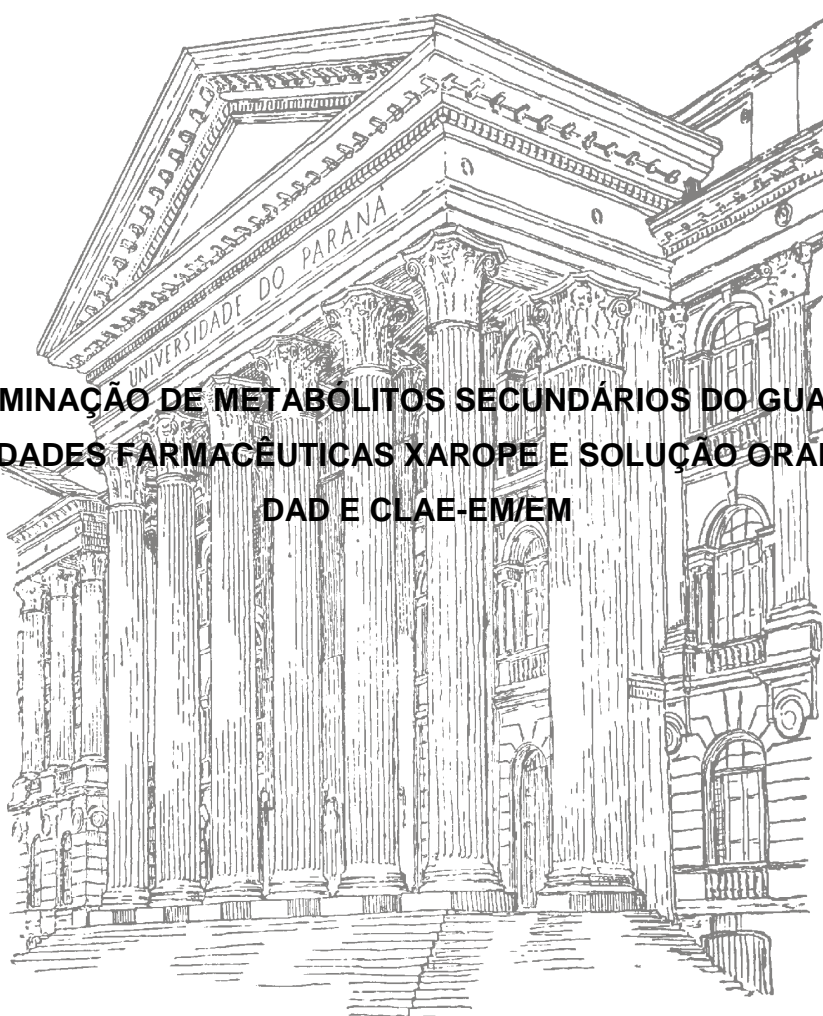 UNIVERSIDADE DO PARANÁ
MINAÇÃO DE METABÓLITOS SECUNDÁRIOS DO GUA
DADES FARMACÊUTICAS XAROPE E SOLUÇÃO ORAL
DAD E CLAE-EM/EM